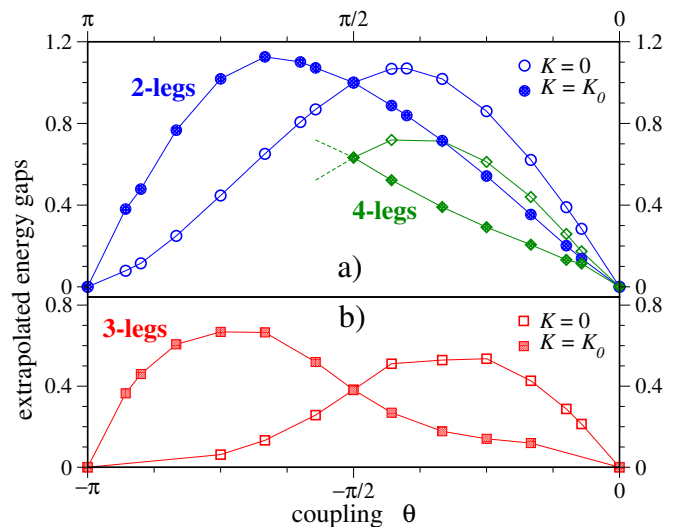 π π/2 0
1.2 1.2
K = 0
K = K₀
2-legs
0.8 0.8
4-legs
0.4 0.4
a)
0 0
extrapolated energy gaps
0.8 b) 0.8
3-legs
K = 0
K = K₀
0.4 0.4
0 0
−π −π/2 0
coupling θ